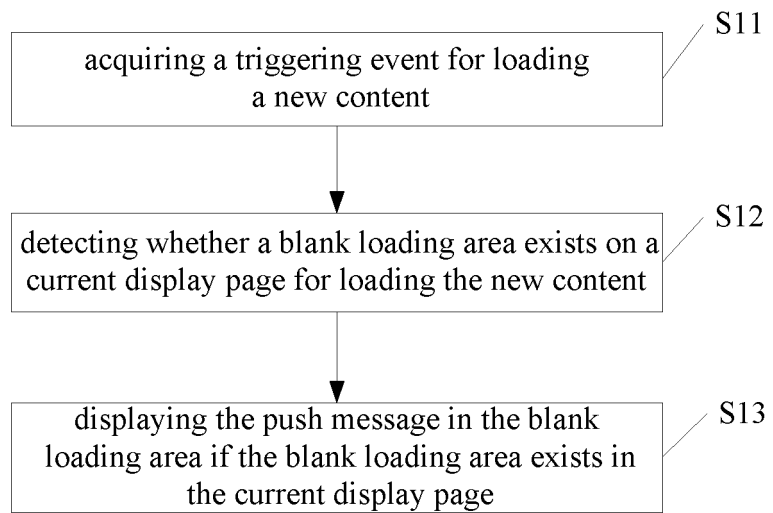 S11
acquiring a triggering event for loading
a new content
S12
detecting whether a blank loading area exists on a
current display page for loading the new content
S13
displaying the push message in the blank
loading area if the blank loading area exists in
the current display page